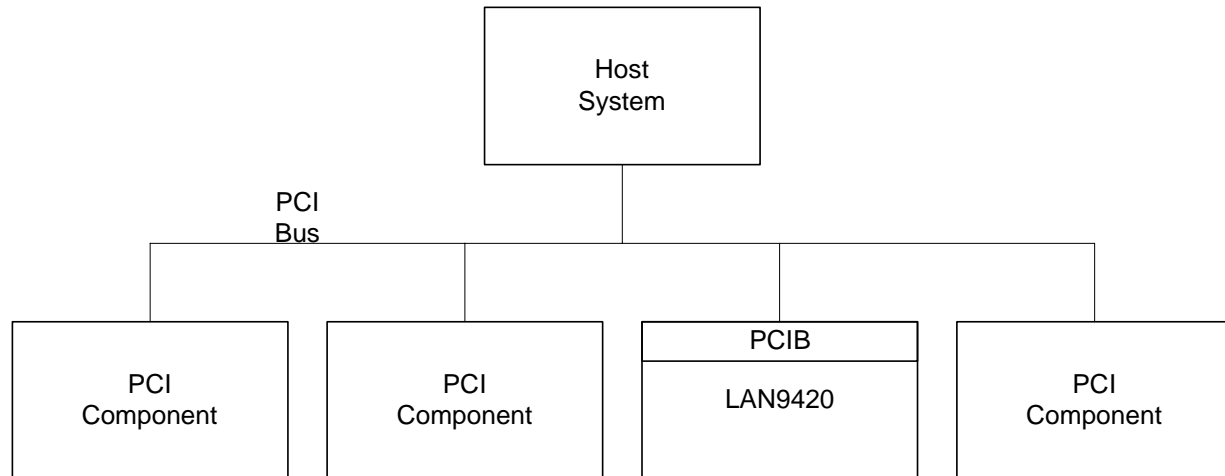 Host
System
PCI
Bus
PCI
Component
PCI
Component
PCIB
LAN9420
PCI
Component